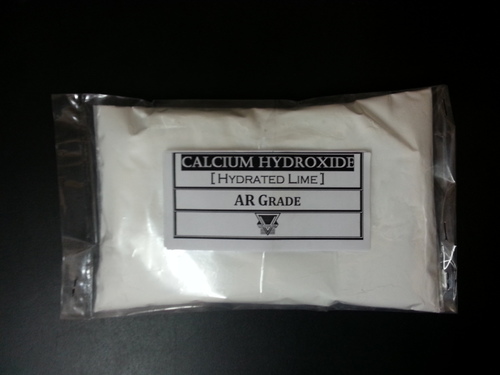 CALCIUM HYDROXIDE
[HYDRATED LIME]
AR GRADE